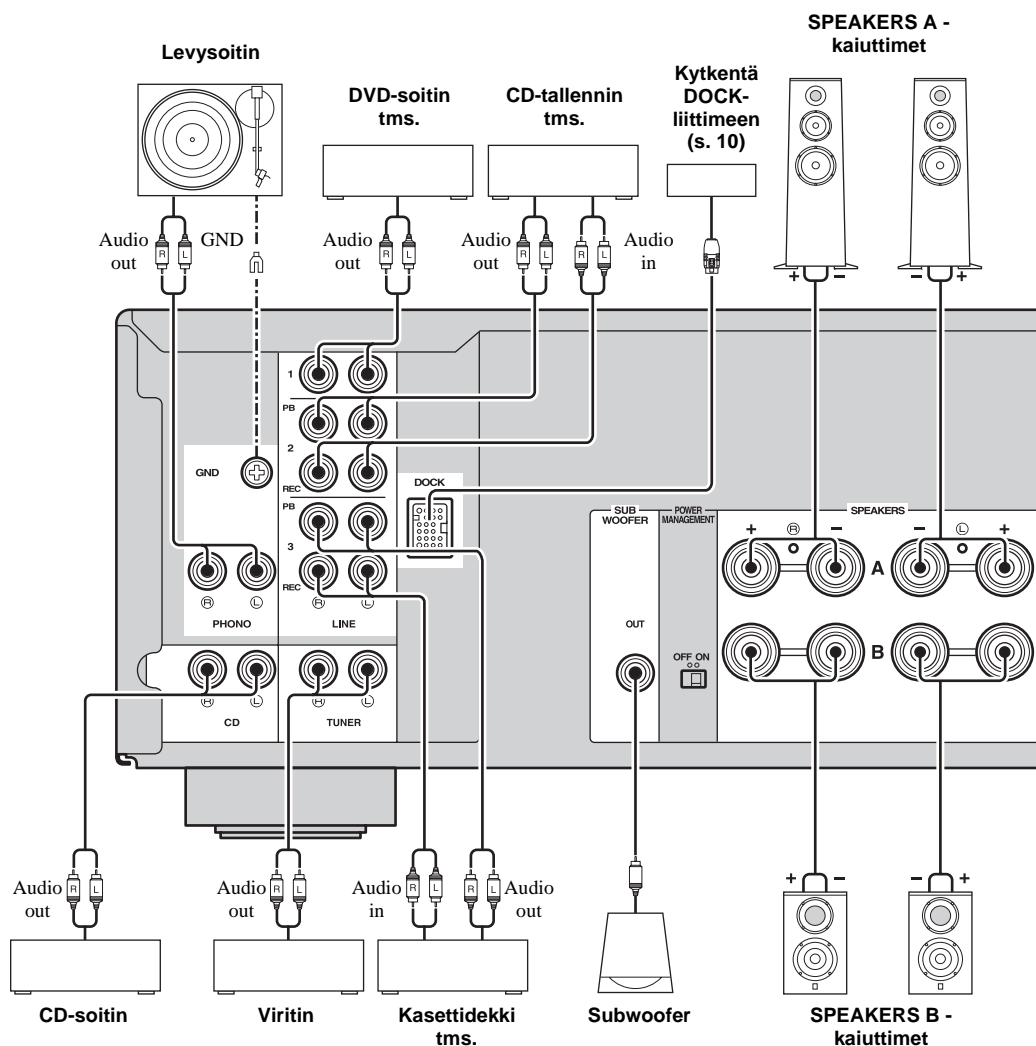 SPEAKERS A -
kaiuttimet
Levysoitin
DVD-soitin
tms.
CD-tallennin
tms.
Kytkentä
DOCK-
liittimeen
(s. 10)
Audio
out
R
L
GND
Audio
out
R
L
Audio
out
R
L
R
L
Audio
in
+
–
–
+
1
PB
2
REC
PB
3
REC
GND
DOCK
R
L
PHONO
R
L
LINE
R
L
CD
R
L
TUNER
SUB
WOOFER
OUT
POWER
MANAGEMENT
OFF ON
SPEAKERS
+
R
–
–
L
+
A
B
Audio
out
R
L
Audio
out
R
L
Audio
in
R
L
R
L
Audio
out
+
–
–
+
CD-soitin
Viritin
Kasettidekki
tms.
Subwoofer
SPEAKERS B -
kaiuttimet